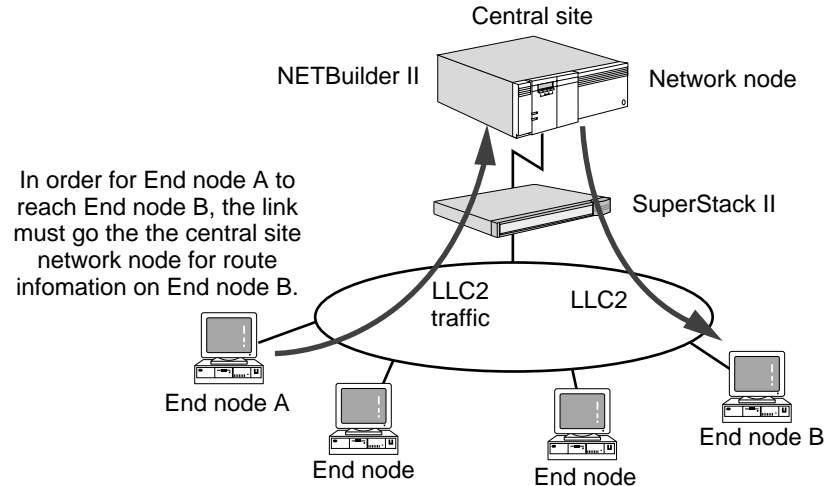 Central site
NETBuilder II
Network node
In order for End node A to
reach End node B, the link
must go the the central site
network node for route
infomation on End node B.
SuperStack II
LLC2
traffic
LLC2
End node A
End node
End node
End node B